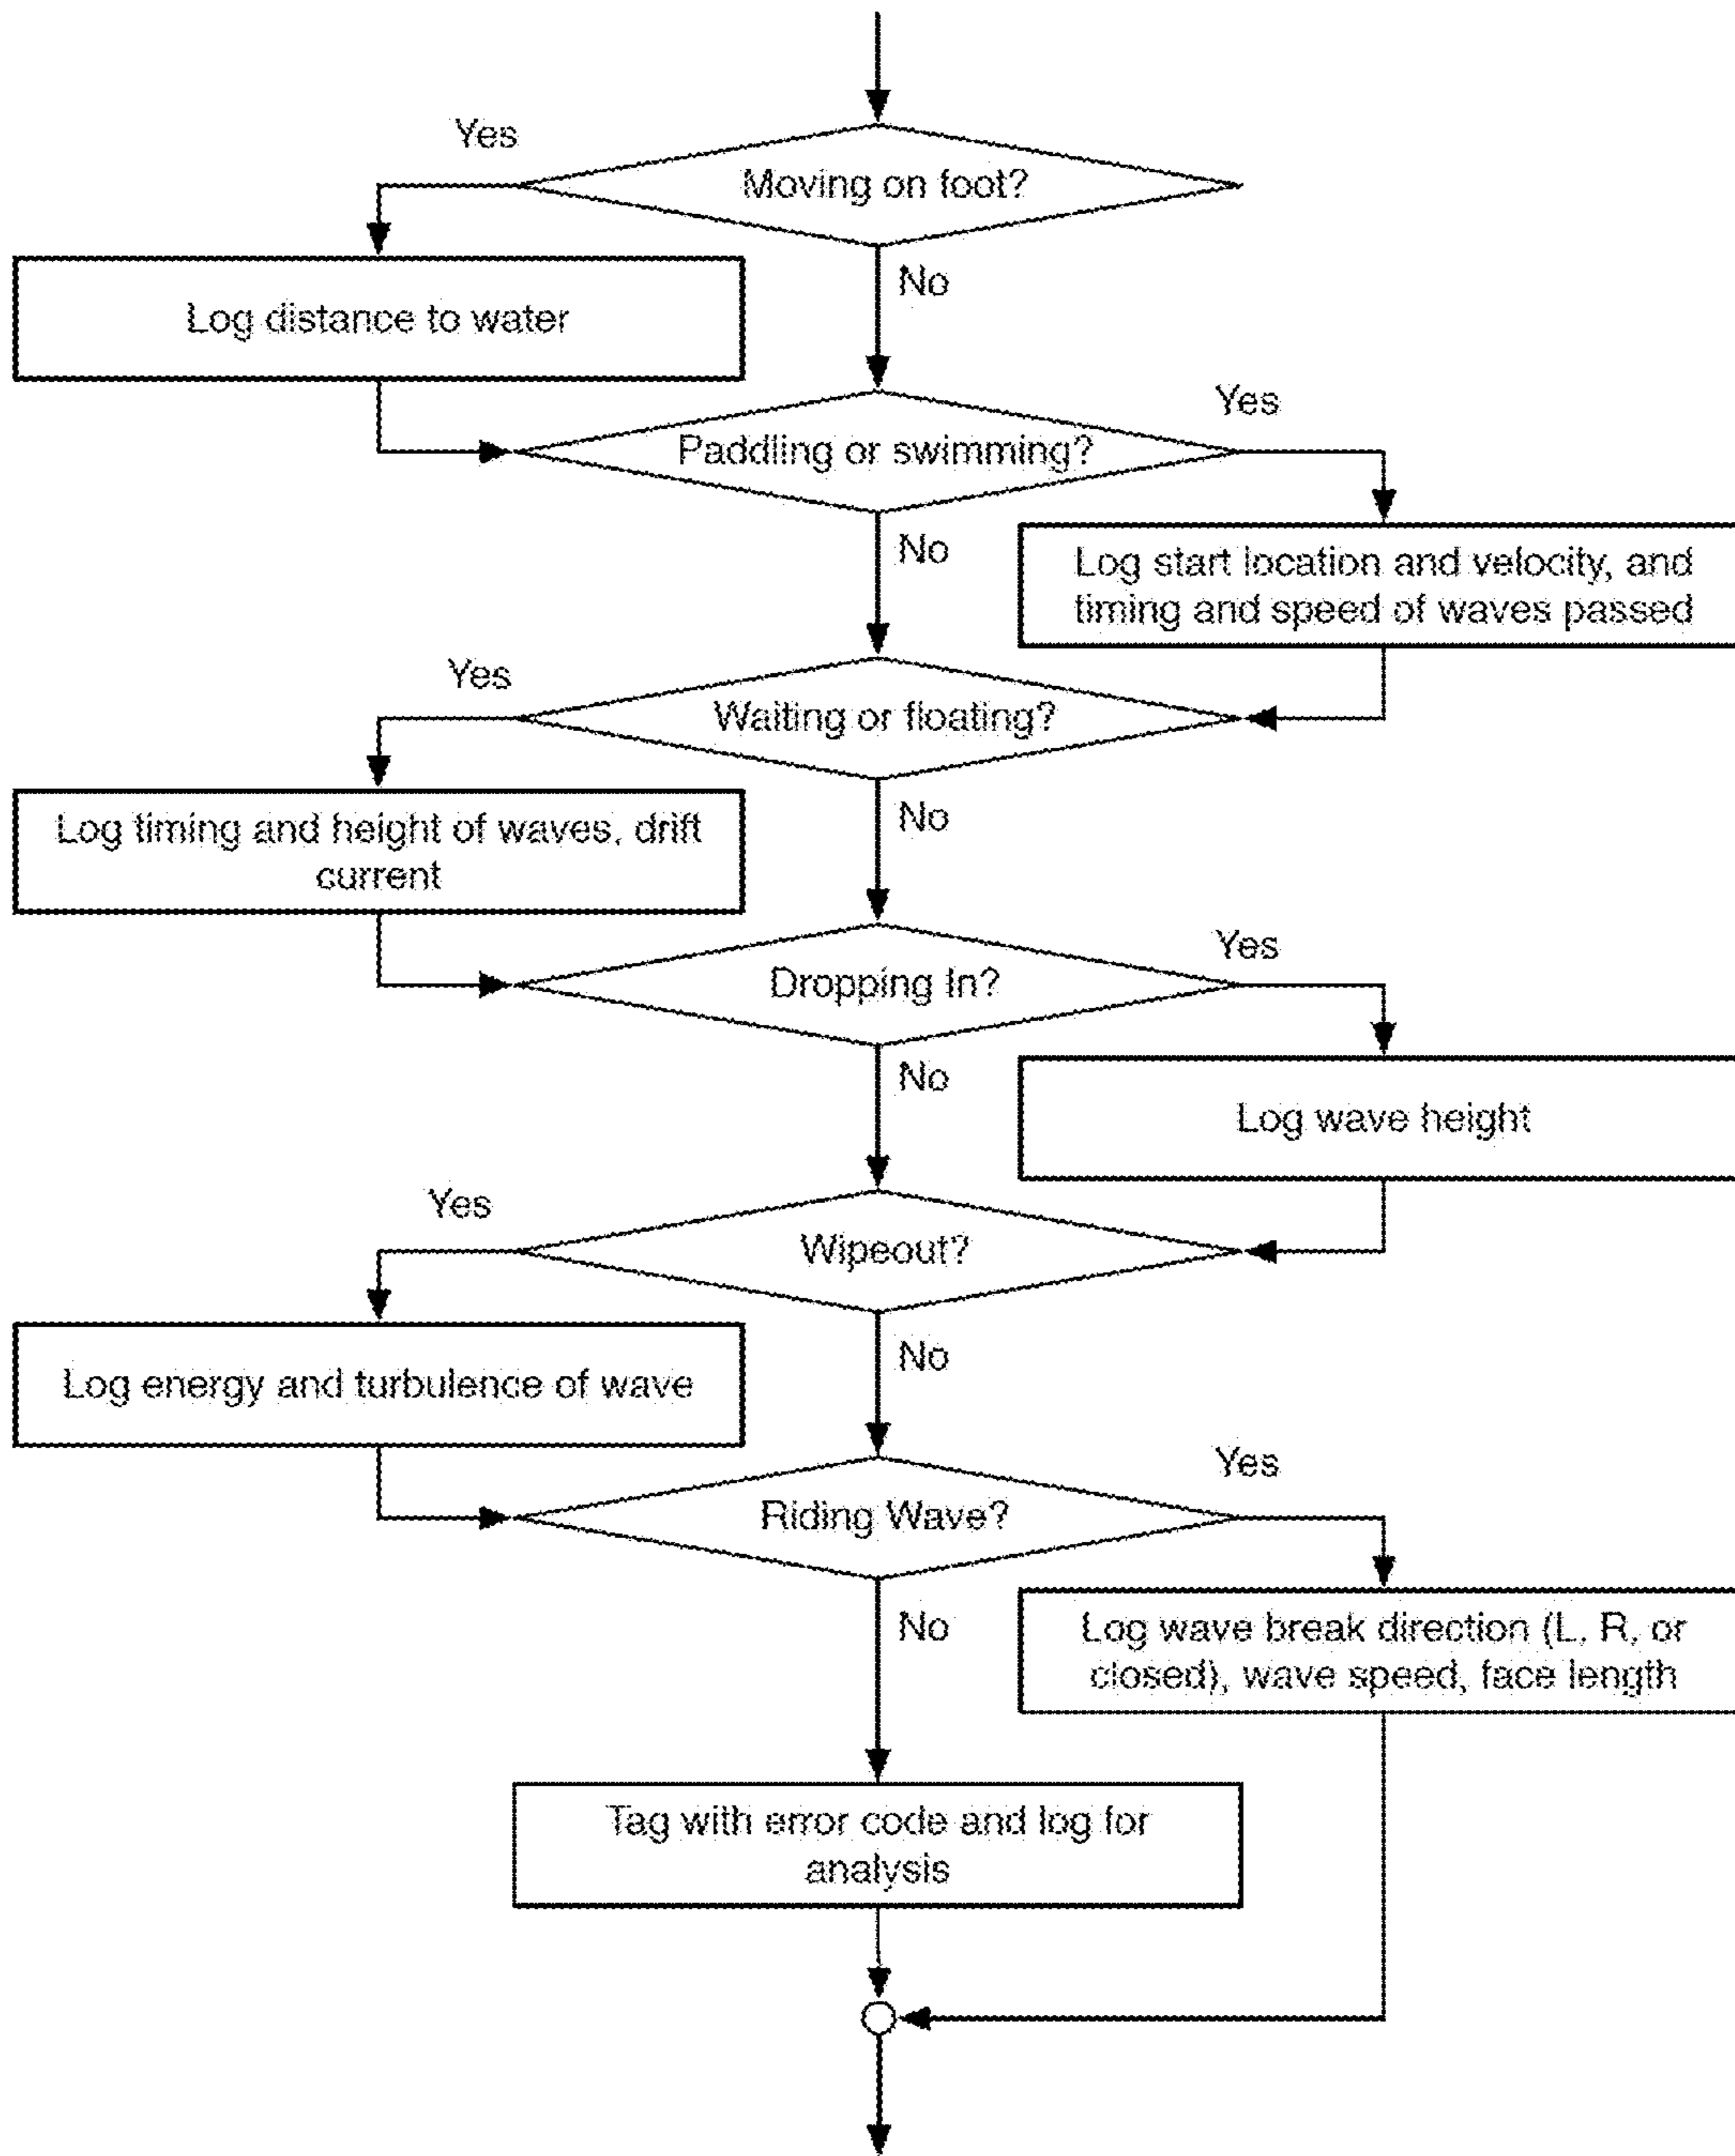 Yes
Moving on foot?
No
Log distance to water
Yes
Paddling or swimming?
No
Log start location and velocity, and
timing and speed of waves passed
Yes
Waiting or floating?
No
Log timing and height of waves, drift
current
Yes
Dropping In?
No
Log wave height
Yes
Wipeout?
No
Log energy and turbulence of wave
Yes
Riding Wave?
No
Log wave break direction (L, R, or
closed), wave speed, face length
Tag with error code and log for
analysis